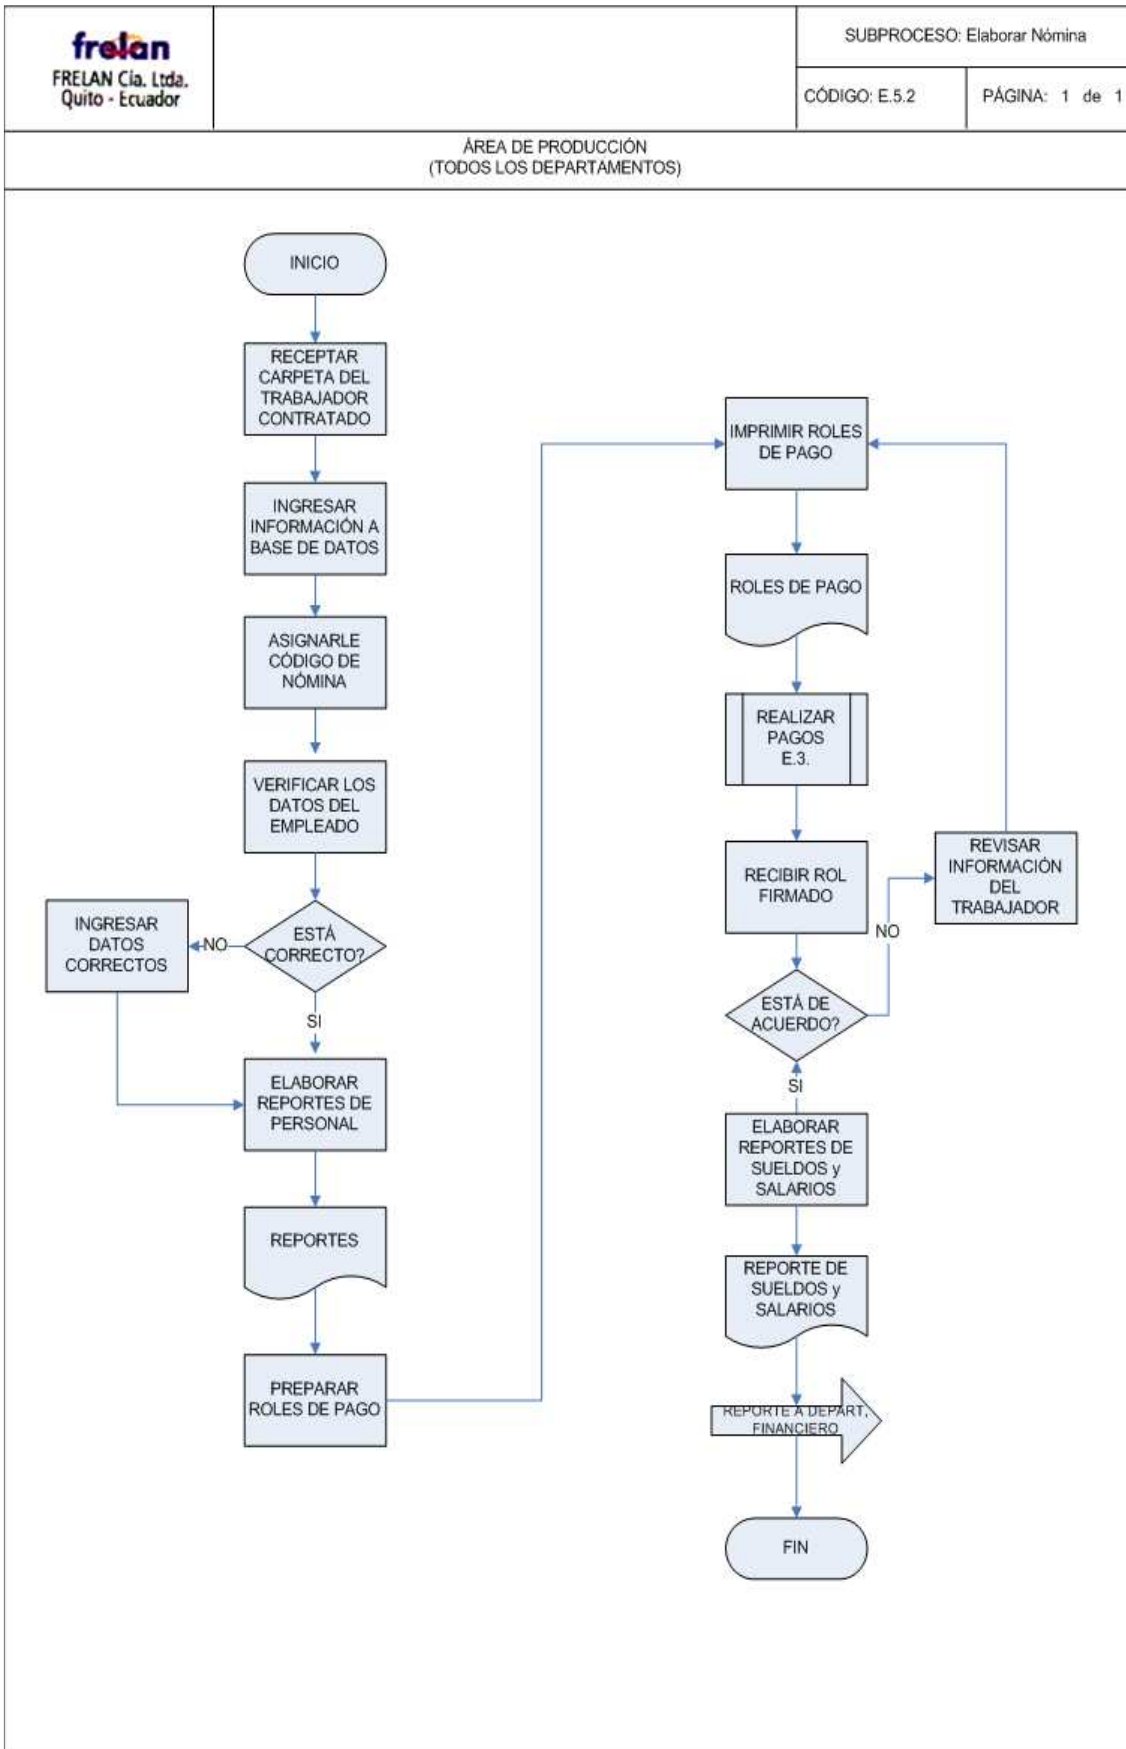 frelan
FRELAN Cía. Ltda.
Quito - Ecuador
SUBPROCESO: Elaborar Nómina
CÓDIGO: E.5.2
PÁGINA: 1 de 1
ÁREA DE PRODUCCIÓN
(TODOS LOS DEPARTAMENTOS)
INICIO
RECEPTAR
CARPETA DEL
TRABAJADOR
CONTRATADO
INGRESAR
INFORMACIÓN A
BASE DE DATOS
ASIGNARLE
CÓDIGO DE
NÓMINA
VERIFICAR LOS
DATOS DEL
EMPLEADO
ESTÁ
CORRECTO?
NO
INGRESAR
DATOS
CORRECTOS
SI
ELABORAR
REPORTES DE
PERSONAL
REPORTES
PREPARAR
ROLES DE PAGO
IMPRIMIR ROLES
DE PAGO
ROLES DE PAGO
REALIZAR
PAGOS
E.3.
RECIBIR ROL
FIRMADO
ESTÁ DE
ACUERDO?
NO
REVISAR
INFORMACIÓN
DEL
TRABAJADOR
SI
ELABORAR
REPORTES DE
SUELDOS y
SALARIOS
REPORTE DE
SUELDOS y
SALARIOS
REPORTE A DEPART,
FINANCIERO
FIN